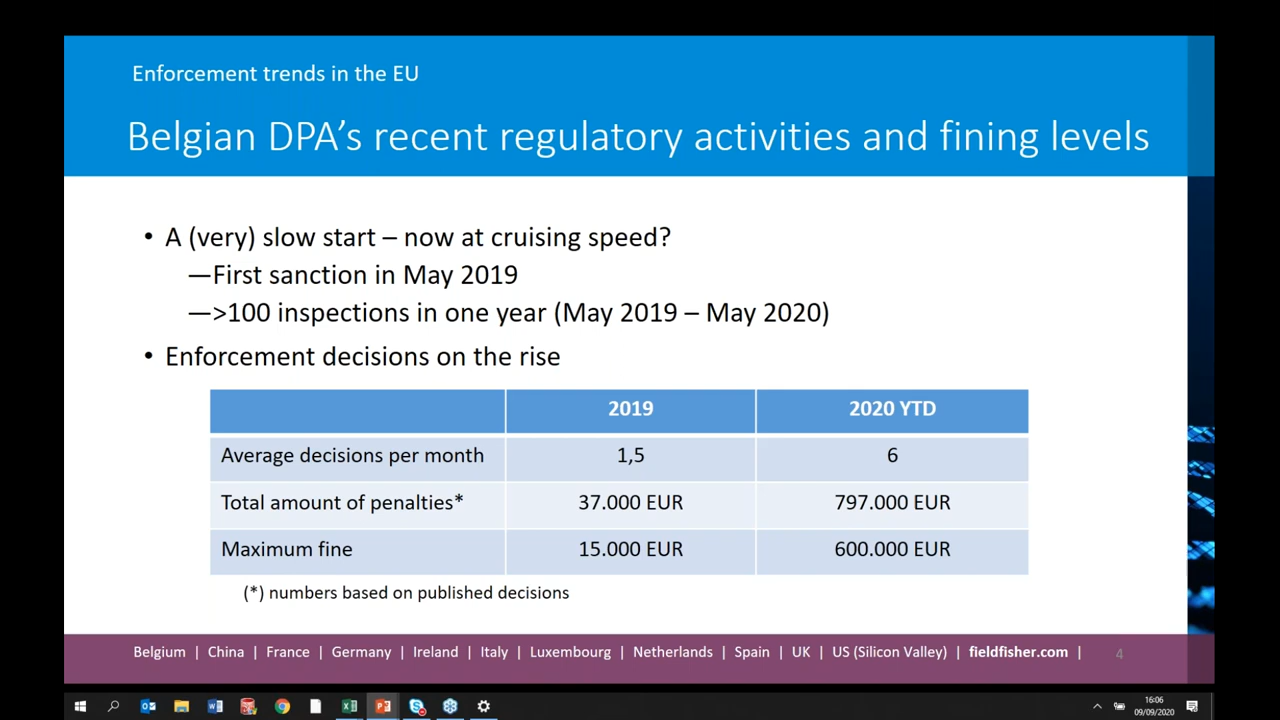 Enforcement trends in the EU
Belgian DPA’s recent regulatory activities and fining levels
• A (very) slow start – now at cruising speed?
—First sanction in May 2019
—>100 inspections in one year (May 2019 – May 2020)
• Enforcement decisions on the rise
2019 2020 YTD
Average decisions per month 1,5 6
Total amount of penalties* 37.000 EUR 797.000 EUR
Maximum fine 15.000 EUR 600.000 EUR
(*) numbers based on published decisions
Belgium | China | France | Germany | Ireland | Italy | Luxembourg | Netherlands | Spain | UK | US (Silicon Valley) | fieldfisher.com | 4
16:06
09/09/2020